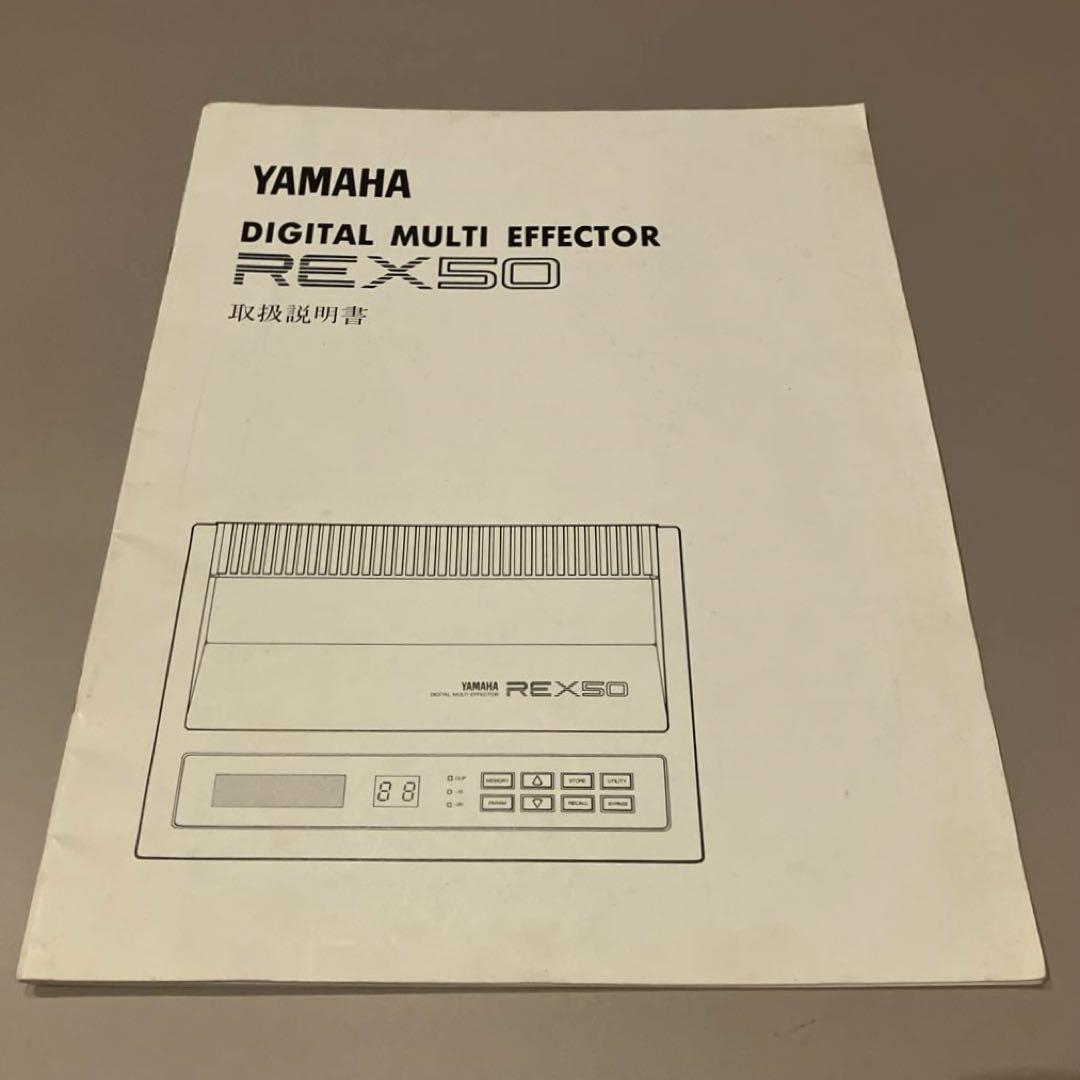 YAMAHA
DIGITAL MULTI EFFECTOR
REX50
取扱説明書
YAMAHA
DIGITAL MULTI EFFECTOR REX50
88
CLIP
MEMORY STORE UTILITY
PARAM RECALL BYPASS